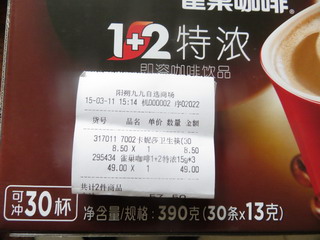 雀巢咖啡
1+2特浓
即溶咖啡饮品
阳朔九九自选商场
15-03-11 15:14 机000002 序02022
货号 品名 单价 数量 金额
317011 7002卡妮莎卫生筷(30
8.50 X 1 8.50
295434 雀巢咖啡1+2特浓15g*3
49.00 X 1 49.00
共计2件商品
可冲30杯
净含量/规格：390克(30条×13克)